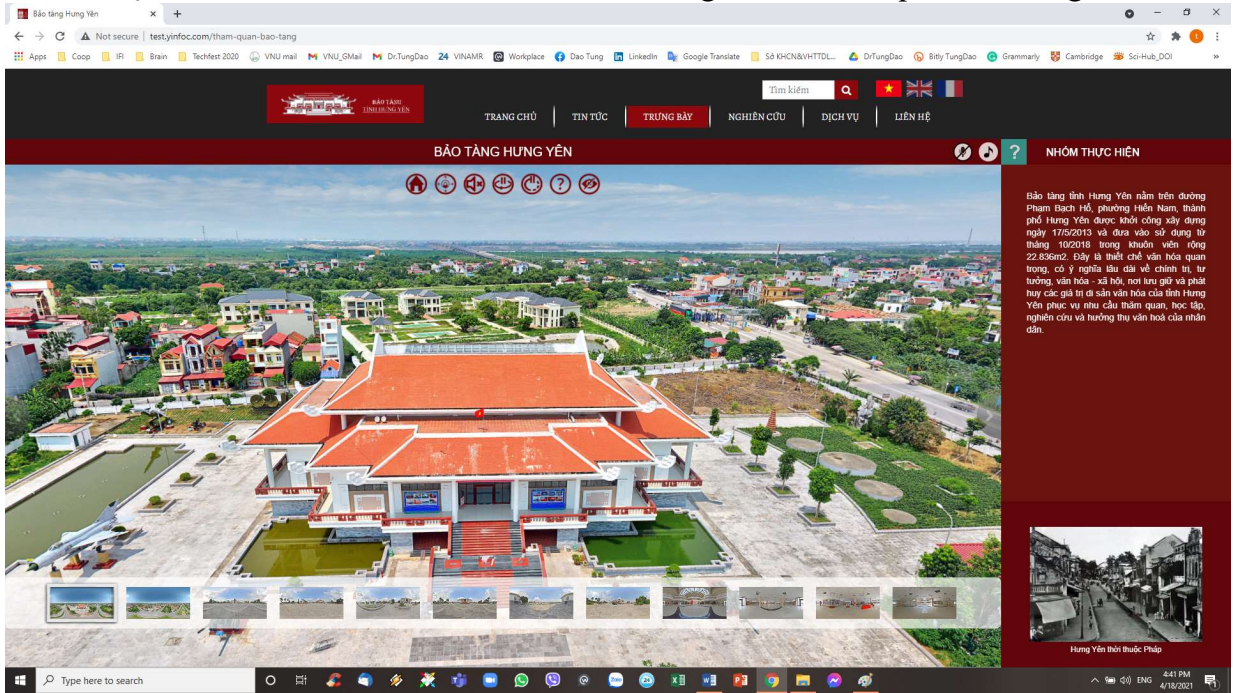 Bảo tàng Hưng Yên
Not secure | test.yinfoc.com/tham-quan-bao-tang
Apps Coop IFI Brain Techfest 2020 VNU mail VNU_GMail Dr.TungDao 24 VINAMR Workplace Dao Tung LinkedIn Google Translate Sở KHCN&VHTTDL... DrTungDao Bitly TungDao Grammarly Cambridge Sci-Hub_DOI »
Tìm kiếm
BẢO TÀNG
TỈNH HƯNG YÊN
TRANG CHỦ TIN TỨC TRƯNG BÀY NGHIÊN CỨU DỊCH VỤ LIÊN HỆ
BẢO TÀNG HƯNG YÊN
? NHÓM THỰC HIỆN
Bảo tàng tỉnh Hưng Yên nằm trên đường
Phạm Bạch Hổ, phường Hiến Nam, thành
phố Hưng Yên được khởi công xây dựng
ngày 17/5/2013 và đưa vào sử dụng từ
tháng 10/2018 trong khuôn viên rộng
22.836m2. Đây là thiết chế văn hóa quan
trọng, có ý nghĩa lâu dài về chính trị, tư
tưởng, văn hóa - xã hội, nơi lưu giữ và phát
huy các giá trị di sản văn hóa của tỉnh Hưng
Yên phục vụ nhu cầu thăm quan, học tập,
nghiên cứu và hưởng thụ văn hoá của nhân
dân.
Hưng Yên thời thuộc Pháp
Type here to search
ENG
4:41 PM
4/18/2021